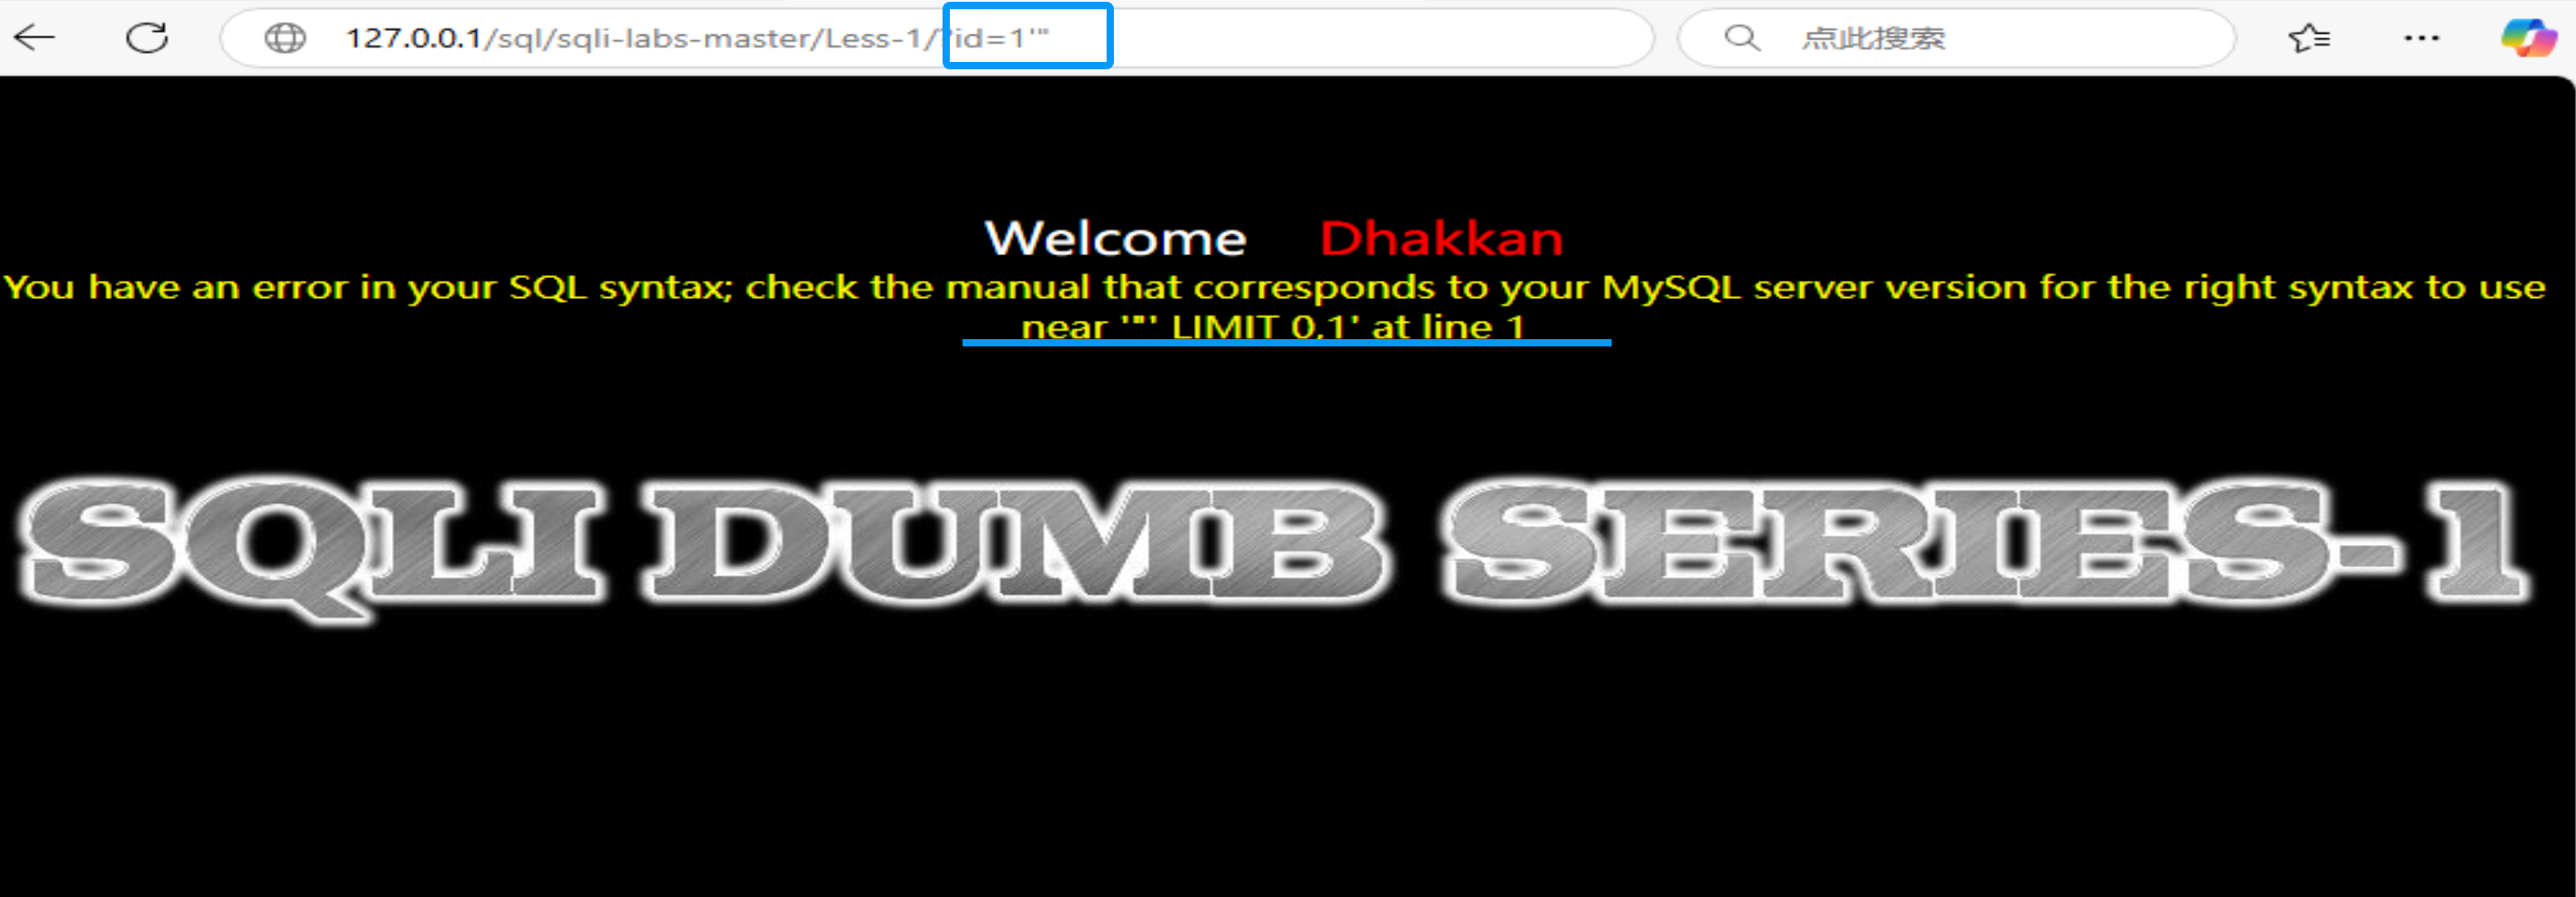 127.0.0.1/sql/sqli-labs-master/Less-1/?id=1'"
点此搜索
Welcome Dhakkan
You have an error in your SQL syntax; check the manual that corresponds to your MySQL server version for the right syntax to use
near '"' LIMIT 0,1' at line 1
SQLI DUMB SERIES-1